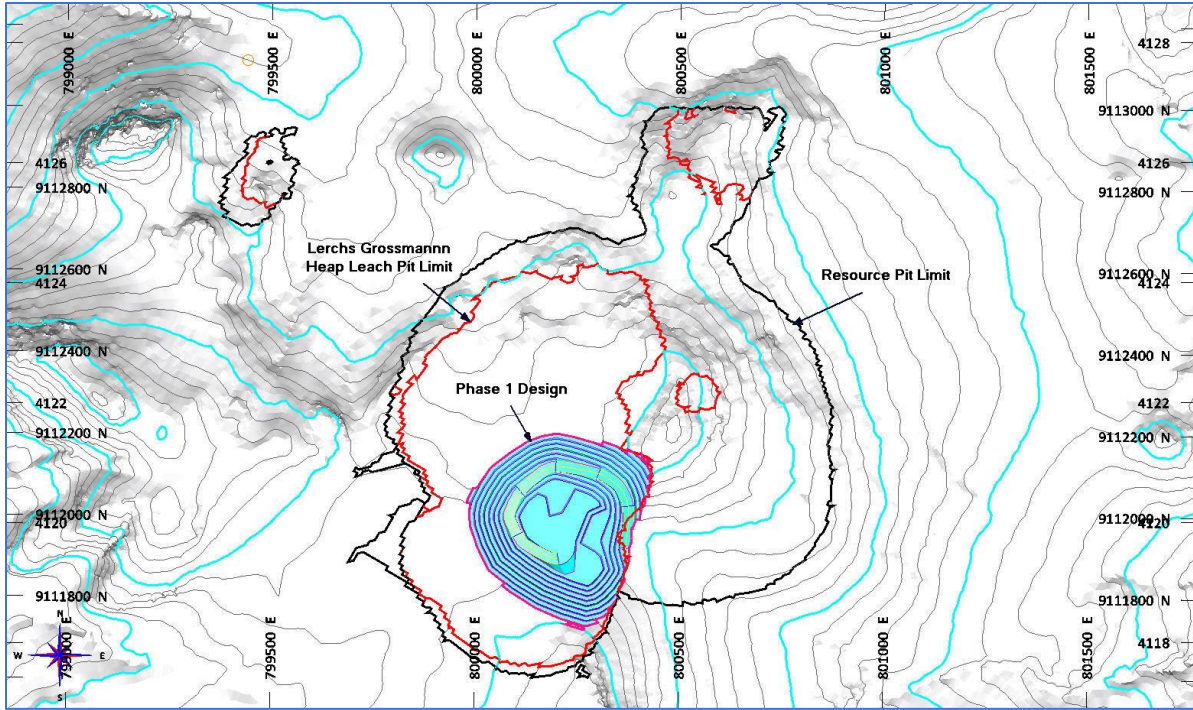 799000 E
799500 E
800000 E
800500 E
801000 E
801500 E
4128
9113000 N
4126
9112800 N
4126
9112800 N
Lerchs Grossmannn
Heap Leach Pit Limit
Resource Pit Limit
9112600 N
4124
9112600 N
4124
9112400 N
9112400 N
Phase 1 Design
4122
4122
9112200 N
9112200 N
9112000 N
4120
9112000 N
4120
9111800 N
9111800 N
N
W
E
S
799000 E
799500 E
800000 E
800500 E
801000 E
801500 E
4118